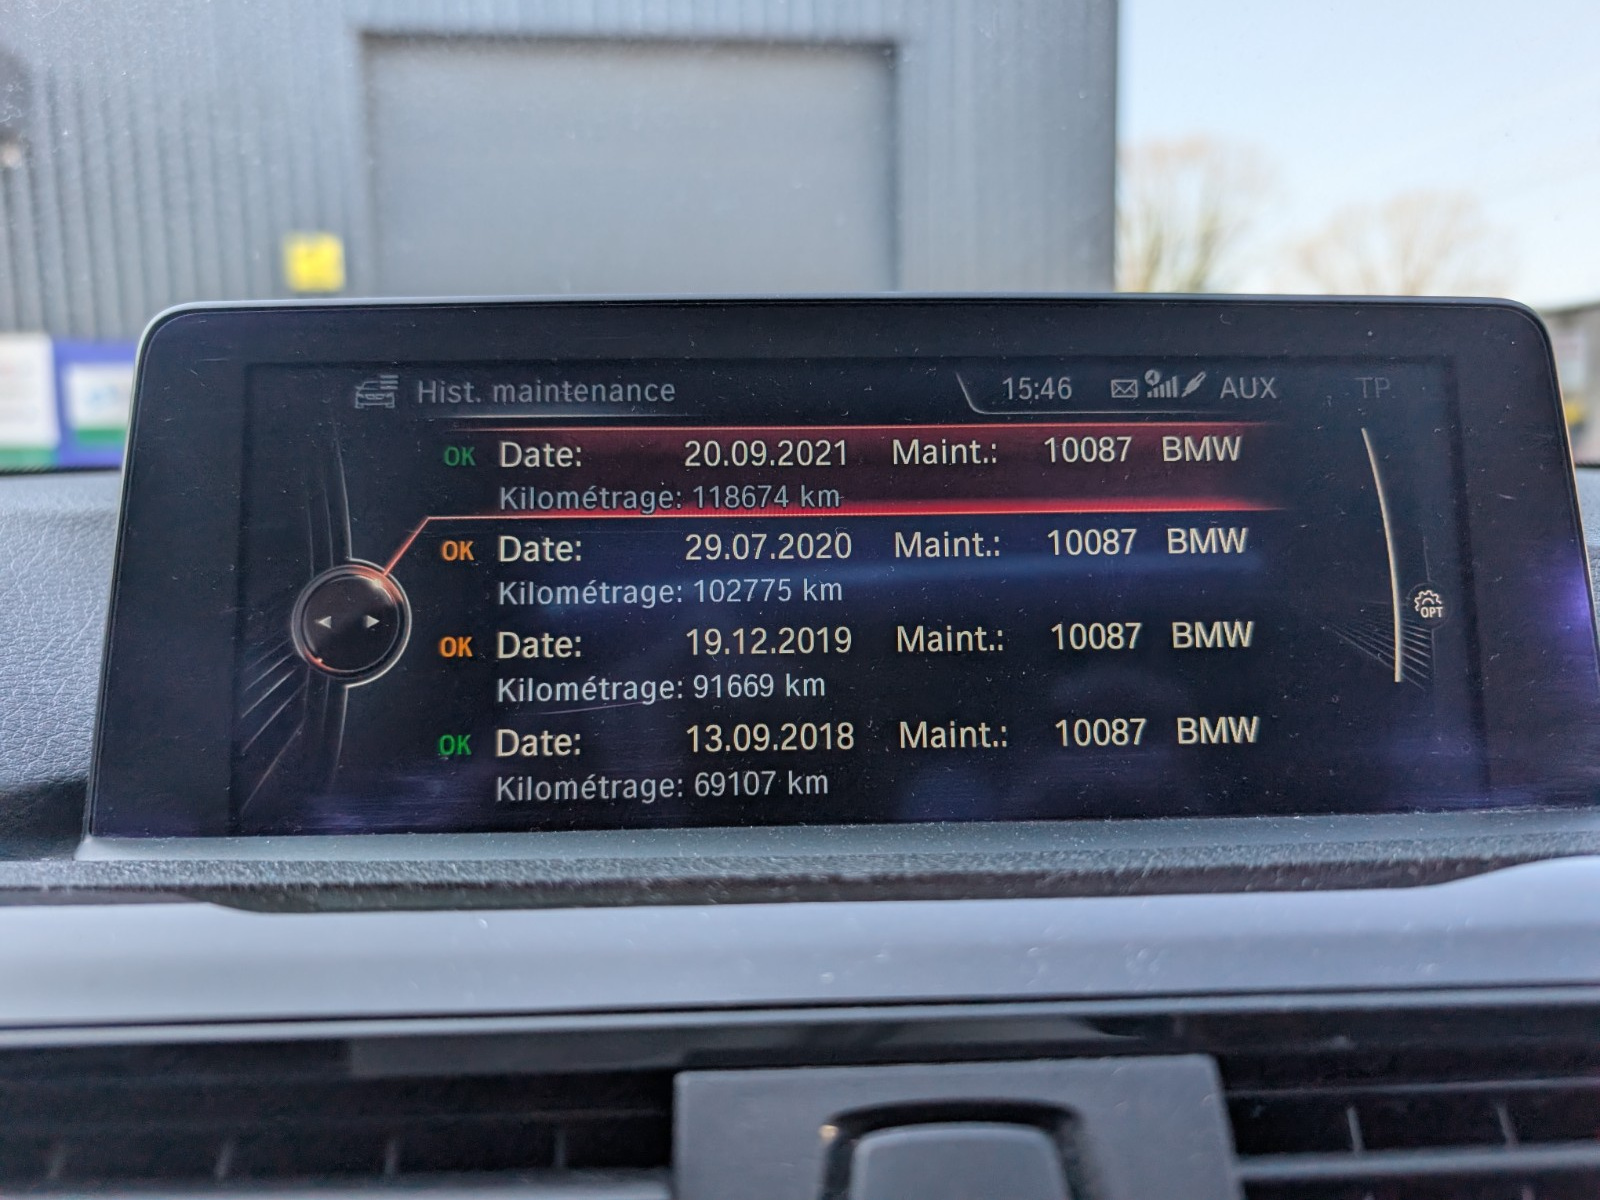 Hist. maintenance 15:46 AUX TP
OK Date: 20.09.2021 Maint.: 10087 BMW
Kilométrage: 118674 km
OK Date: 29.07.2020 Maint.: 10087 BMW
Kilométrage: 102775 km
OK Date: 19.12.2019 Maint.: 10087 BMW
Kilométrage: 91669 km
OK Date: 13.09.2018 Maint.: 10087 BMW
Kilométrage: 69107 km
OPT